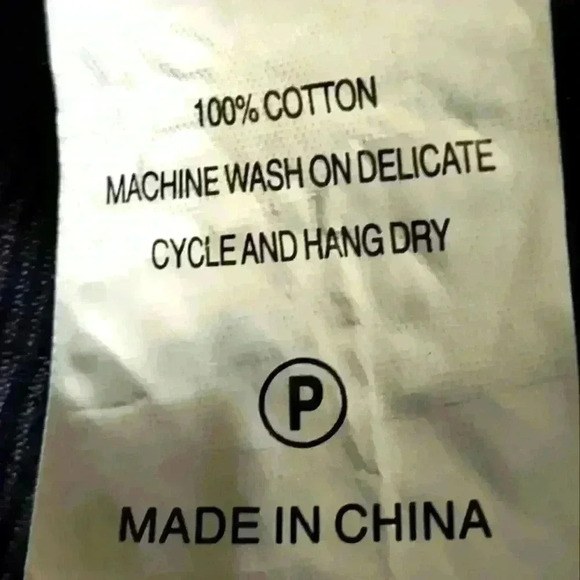 100% COTTON
MACHINE WASH ON DELICATE
CYCLE AND HANG DRY
P
MADE IN CHINA